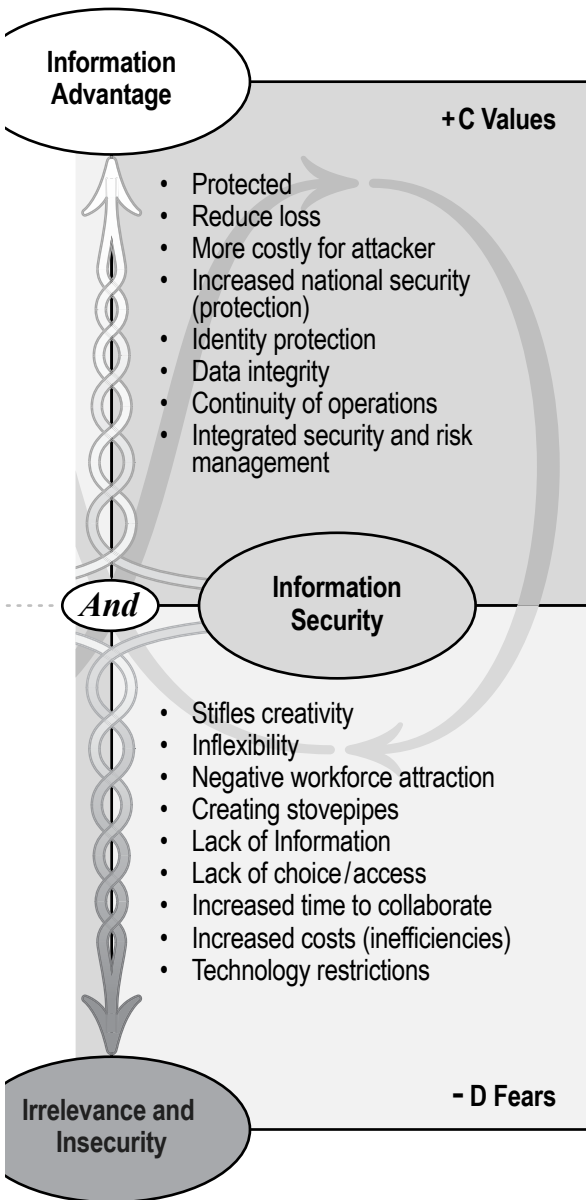 Information
Advantage
+C Values
• Protected
• Reduce loss
• More costly for attacker
• Increased national security
(protection)
• Identity protection
• Data integrity
• Continuity of operations
• Integrated security and risk
management
And
Information
Security
• Stifles creativity
• Inflexibility
• Negative workforce attraction
• Creating stovepipes
• Lack of Information
• Lack of choice/access
• Increased time to collaborate
• Increased costs (inefficiencies)
• Technology restrictions
- D Fears
Irrelevance and
Insecurity